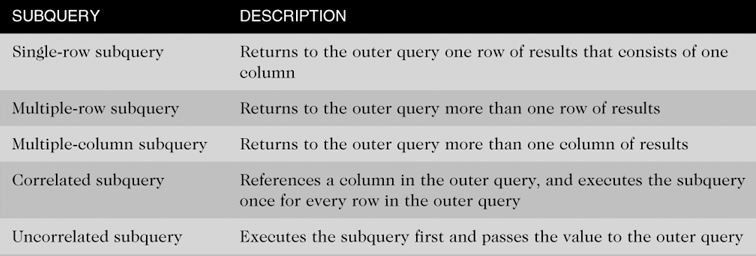 SUBQUERY DESCRIPTION
Single-row subquery Returns to the outer query one row of results that consists of one
column
Multiple-row subquery Returns to the outer query more than one row of results
Multiple-column subquery Returns to the outer query more than one column of results
Correlated subquery References a column in the outer query, and executes the subquery
once for every row in the outer query
Uncorrelated subquery Executes the subquery first and passes the value to the outer query